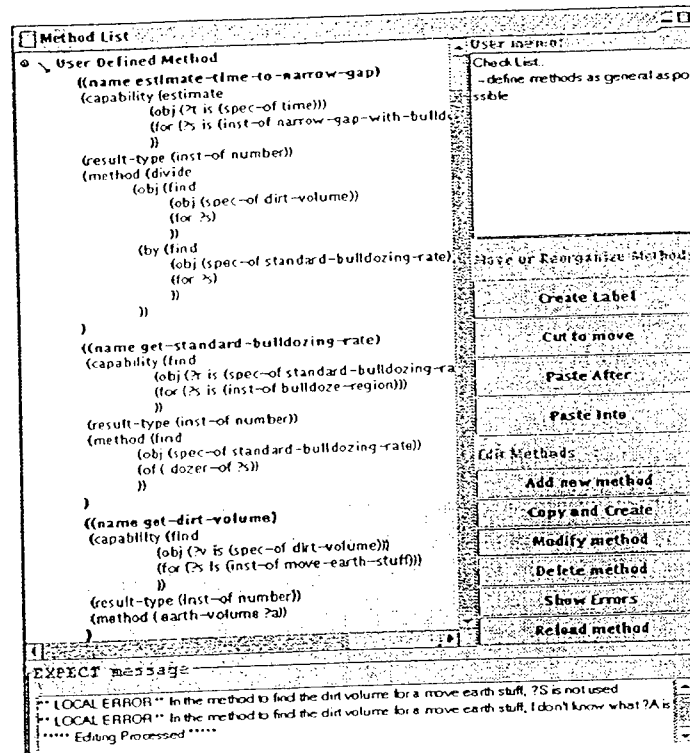 Method List
User Defined Method
((name estimate-time-to-narrow-gap)
(capability (estimate
(obj (?t is (spec-of time)))
(for (?s is (inst-of narrow-gap-with-bulld
))
(result-type (inst-of number))
(method (divide
(obj (find
(obj (spec-of dirt-volume))
(for ?s)
))
(by (find
(obj (spec-of standard-bulldozing-rate)
(for ?s)
))
))
)
((name get-standard-bulldozing-rate)
(capability (find
(obj (?r is (spec-of standard-bulldozing-ra
(for (?s is (inst-of bulldoze-region)))
))
(result-type (inst-of number))
(method (find
(obj (spec-of standard-bulldozing-rate))
(of ( dozer-of ?s))
))
)
((name get-dirt-volume)
(capability (find
(obj (?v is (spec-of dirt-volume)))
(for (?s is (inst-of move-earth-stuff)))
))
(result-type (inst-of number))
(method ( earth-volume ?a))
)
User memo:
Check List..
- define methods as general as po
ssible
Move or Reorganize Methods
Create Label
Cut to move
Paste After
Paste Into
Edit Methods
Add new method
Copy and Create
Modify method
Delete method
Show Errors
Reload method
EXPECT message
** LOCAL ERROR ** In the method to find the dirt volume for a move earth stuff, ?S is not used
** LOCAL ERROR ** In the method to find the dirt volume for a move earth stuff, I don't know what ?A is
***** Editing Processed *****